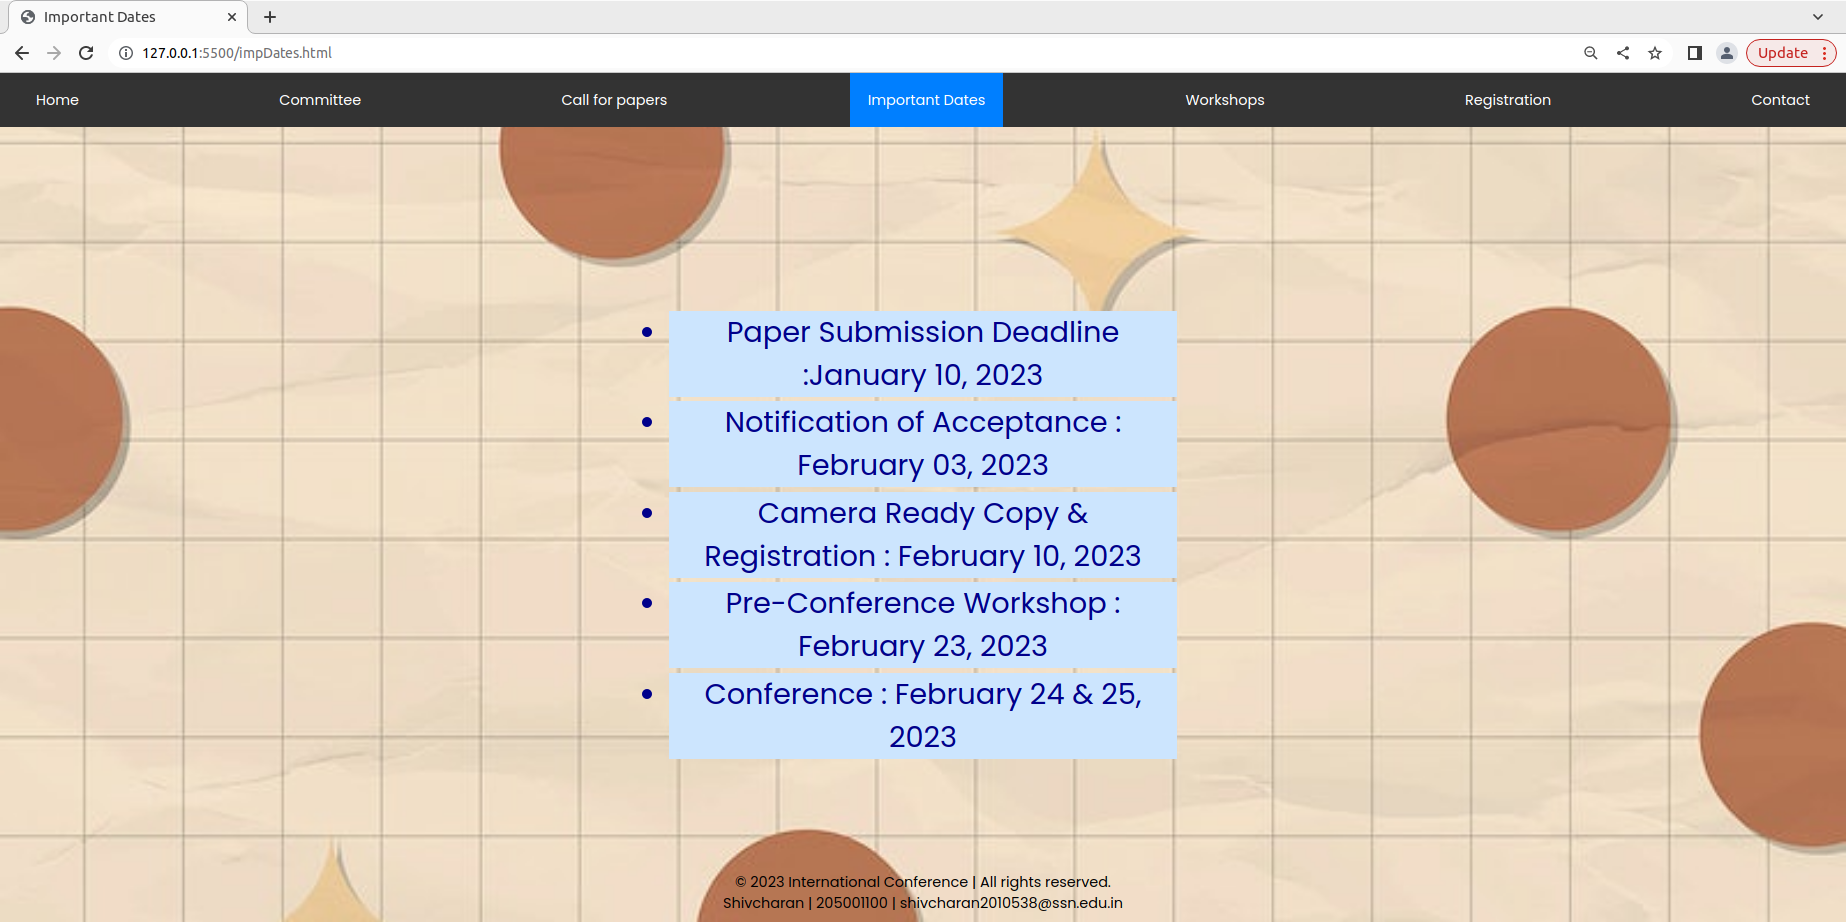 Important Dates
127.0.0.1:5500/impDates.html
Update
Home Committee Call for papers Important Dates Workshops Registration Contact
• Paper Submission Deadline
:January 10, 2023
• Notification of Acceptance :
February 03, 2023
• Camera Ready Copy &
Registration : February 10, 2023
• Pre-Conference Workshop :
February 23, 2023
• Conference : February 24 & 25,
2023
© 2023 International Conference | All rights reserved.
Shivcharan | 205001100 | shivcharan2010538@ssn.edu.in